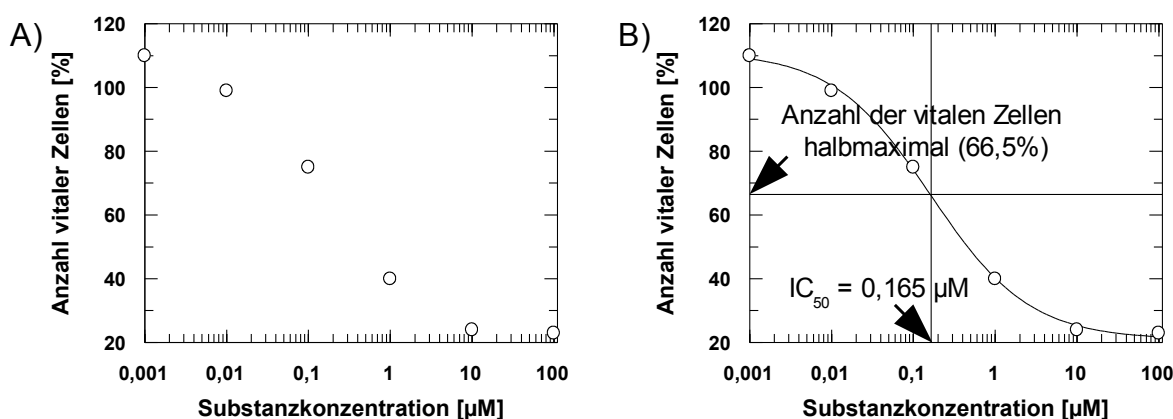 A)
120
100
80
60
40
20
Anzahl vitaler Zellen [%]
0,001 0,01 0,1 1 10 100
Substanzkonzentration [µM]
B)
120
100
80
60
40
20
Anzahl vitaler Zellen [%]
Anzahl der vitalen Zellen
halbmaximal (66,5%)
IC50 = 0,165 µM
0,001 0,01 0,1 1 10 100
Substanzkonzentration [µM]